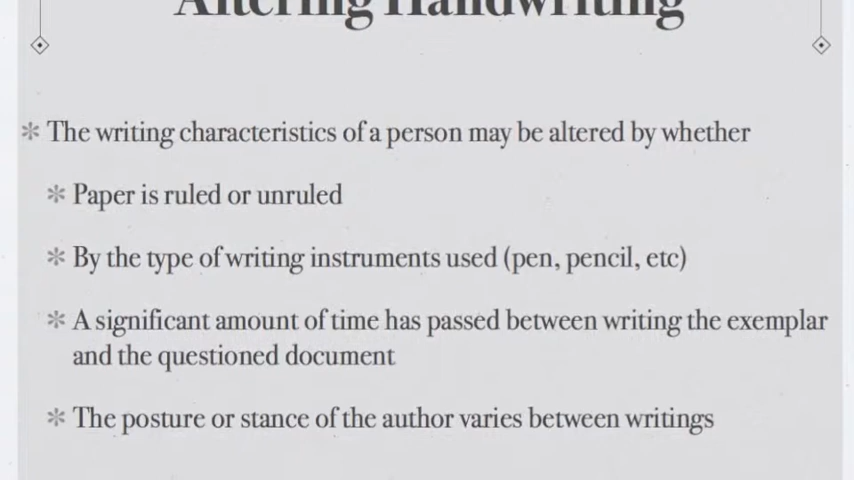 Altering Handwriting
* The writing characteristics of a person may be altered by whether
* Paper is ruled or unruled
* By the type of writing instruments used (pen, pencil, etc)
* A significant amount of time has passed between writing the exemplar
and the questioned document
* The posture or stance of the author varies between writings